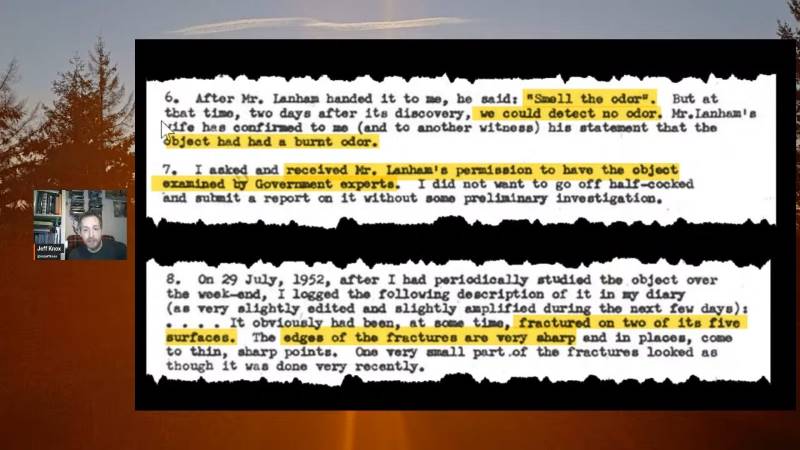 6. After Mr. Lanham handed it to me, he said: "Smell the odor". But at
that time, two days after its discovery, we could detect no odor. Mr.Lanham's
wife has confirmed to me (and to another witness) his statement that the
object had had a burnt odor.
7. I asked and received Mr. Lanham's permission to have the object
examined by Government experts. I did not want to go off half-cocked
and submit a report on it without some preliminary investigation.
Jeff Knox
8. On 29 July, 1952, after I had periodically studied the object over
the week-end, I logged the following description of it in my diary
(as very slightly edited and slightly amplified during the next few days):
. . . . It obviously had been, at some time, fractured on two of its five
surfaces. The edges of the fractures are very sharp and in places, come
to thin, sharp points. One very small part of the fractures looked as
though it was done very recently.